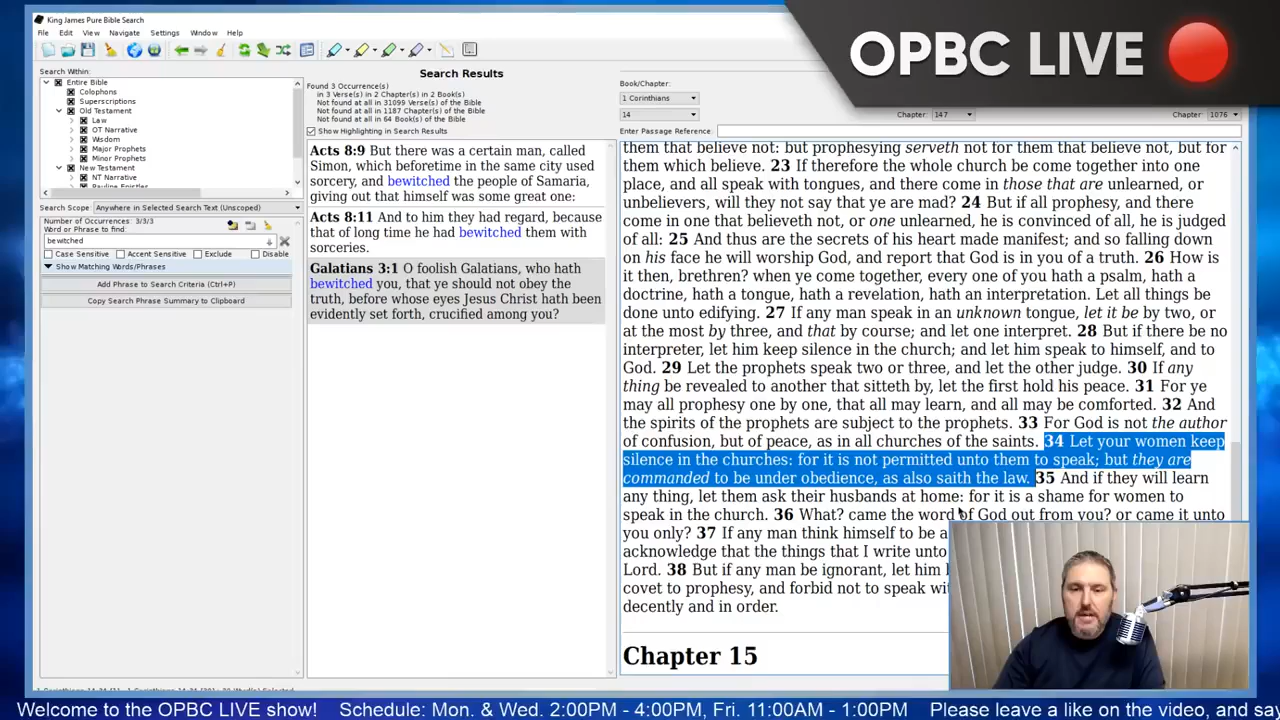 King James Pure Bible Search
OPBC LIVE
File Edit View Navigate Settings Window Help
Search Within:
Entire Bible
Colophons
Superscriptions
Old Testament
Law
OT Narrative
Wisdom
Major Prophets
Minor Prophets
New Testament
NT Narrative
Pauline Epistles
Search Scope: Anywhere in Selected Search Text (Unscoped)
Number of Occurrences: 3/3/3
Word or Phrase to find:
bewitched
Case Sensitive Accent Sensitive Exclude Disable
Show Matching Words/Phrases
Add Phrase to Search Criteria (Ctrl+P)
Copy Search Phrase Summary to Clipboard
Search Results
Found 3 Occurrence(s)
in 3 Verse(s) in 2 Chapter(s) in 2 Book(s)
Not found at all in 31099 Verse(s) of the Bible
Not found at all in 1187 Chapter(s) of the Bible
Not found at all in 64 Book(s) of the Bible
Show Highlighting in Search Results
Acts 8:9 But there was a certain man, called
Simon, which beforetime in the same city used
sorcery, and bewitched the people of Samaria,
giving out that himself was some great one:
Acts 8:11 And to him they had regard, because
that of long time he had bewitched them with
sorceries.
Galatians 3:1 O foolish Galatians, who hath
bewitched you, that ye should not obey the
truth, before whose eyes Jesus Christ hath been
evidently set forth, crucified among you?
Book/Chapter:
1 Corinthians
14 Chapter: 147 Chapter: 1076
Enter Passage Reference:
them that believe not: but prophesying serveth not for them that believe not, but for
them which believe. 23 If therefore the whole church be come together into one
place, and all speak with tongues, and there come in those that are unlearned, or
unbelievers, will they not say that ye are mad? 24 But if all prophesy, and there
come in one that believeth not, or one unlearned, he is convinced of all, he is judged
of all: 25 And thus are the secrets of his heart made manifest; and so falling down
on his face he will worship God, and report that God is in you of a truth. 26 How is
it then, brethren? when ye come together, every one of you hath a psalm, hath a
doctrine, hath a tongue, hath a revelation, hath an interpretation. Let all things be
done unto edifying. 27 If any man speak in an unknown tongue, let it be by two, or
at the most by three, and that by course; and let one interpret. 28 But if there be no
interpreter, let him keep silence in the church; and let him speak to himself, and to
God. 29 Let the prophets speak two or three, and let the other judge. 30 If any
thing be revealed to another that sitteth by, let the first hold his peace. 31 For ye
may all prophesy one by one, that all may learn, and all may be comforted. 32 And
the spirits of the prophets are subject to the prophets. 33 For God is not the author
of confusion, but of peace, as in all churches of the saints. 34 Let your women keep
silence in the churches: for it is not permitted unto them to speak; but they are
commanded to be under obedience, as also saith the law. 35 And if they will learn
any thing, let them ask their husbands at home: for it is a shame for women to
speak in the church. 36 What? came the word of God out from you? or came it unto
you only? 37 If any man think himself to be a
acknowledge that the things that I write unto
Lord. 38 But if any man be ignorant, let him
covet to prophesy, and forbid not to speak
decently and in order.
Chapter 15
Welcome to the OPBC LIVE show! Schedule: Mon. & Wed. 2:00PM - 4:00PM, Fri. 11:00AM - 1:00PM Please leave a like on the video, and